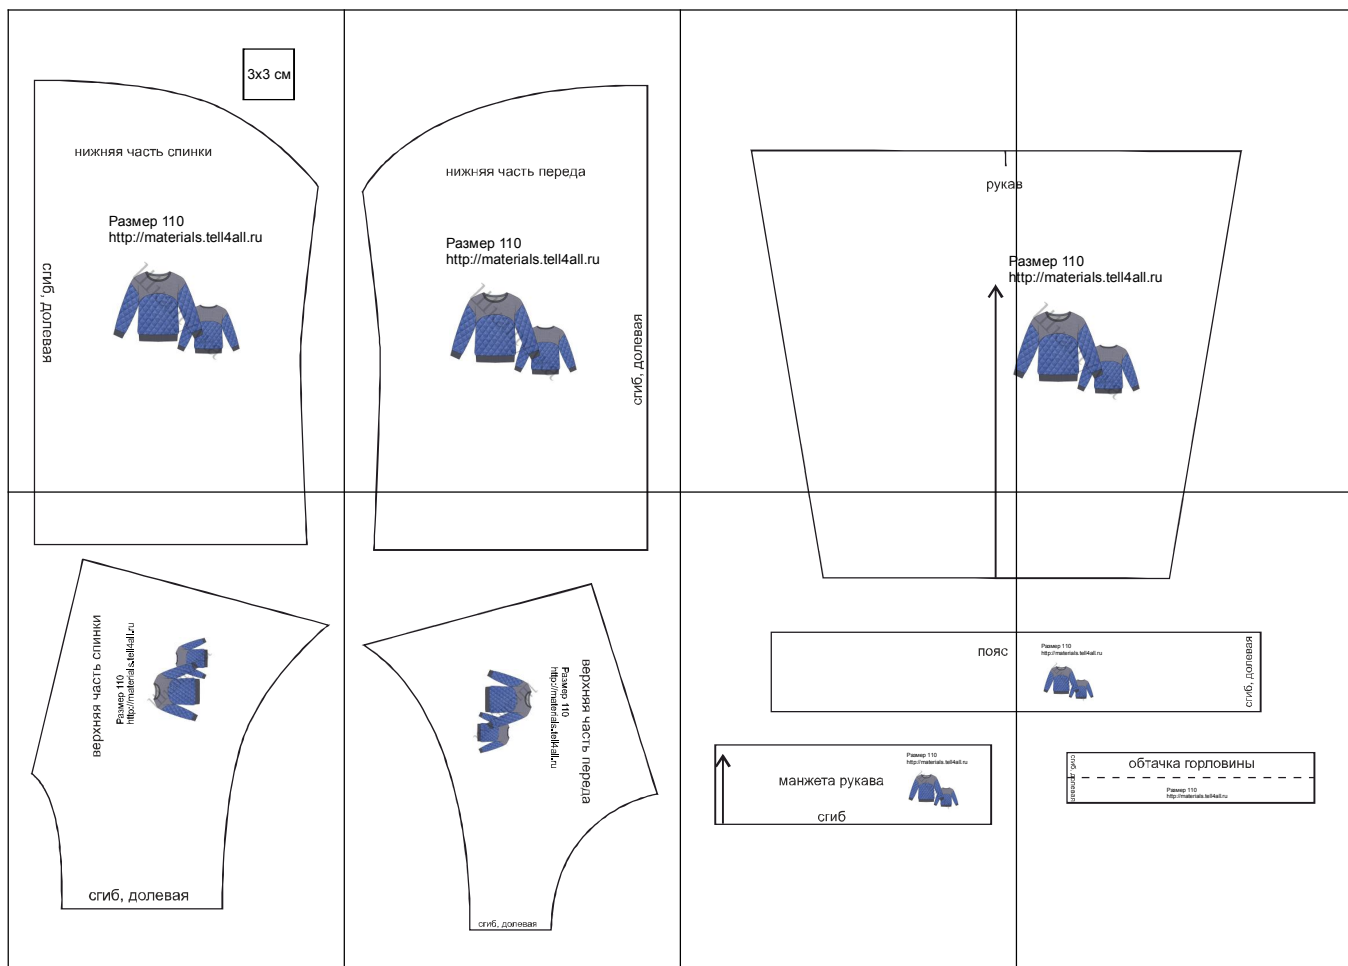 3х3 см
нижняя часть спинки
Размер 110
http://materials.tell4all.ru
сгиб, долевая
нижняя часть переда
Размер 110
http://materials.tell4all.ru
сгиб, долевая
рукав
Размер 110
http://materials.tell4all.ru
верхняя часть спинки
Размер 110
http://materials.tell4all.ru
сгиб, долевая
верхняя часть переда
Размер 110
http://materials.tell4all.ru
сгиб, долевая
пояс
Размер 110
http://materials.tell4all.ru
сгиб, долевая
манжета рукава
Размер 110
http://materials.tell4all.ru
сгиб
обтачка горловины
сгиб, долевая
Размер 110
http://materials.tell4all.ru